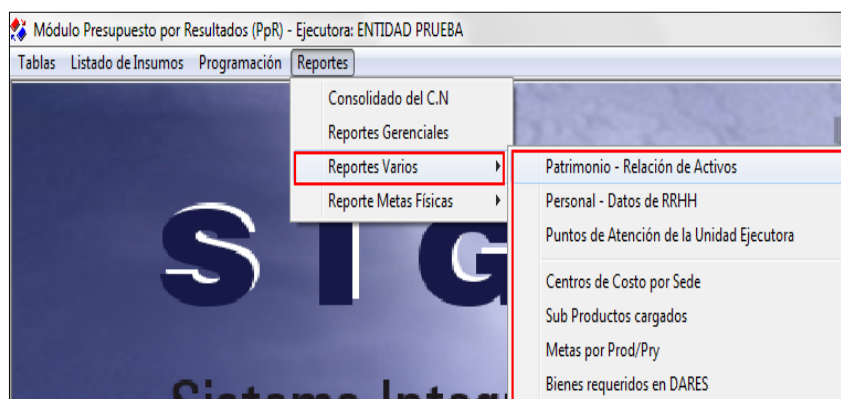 Módulo Presupuesto por Resultados (PpR) - Ejecutora: ENTIDAD PRUEBA
Tablas Listado de Insumos Programación Reportes
Consolidado del C.N
Reportes Gerenciales
Reportes Varios
Reporte Metas Físicas
Patrimonio - Relación de Activos
Personal - Datos de RRHH
Puntos de Atención de la Unidad Ejecutora
Centros de Costo por Sede
Sub Productos cargados
Metas por Prod/Pry
Bienes requeridos en DARES
S I G
Sistema Integ